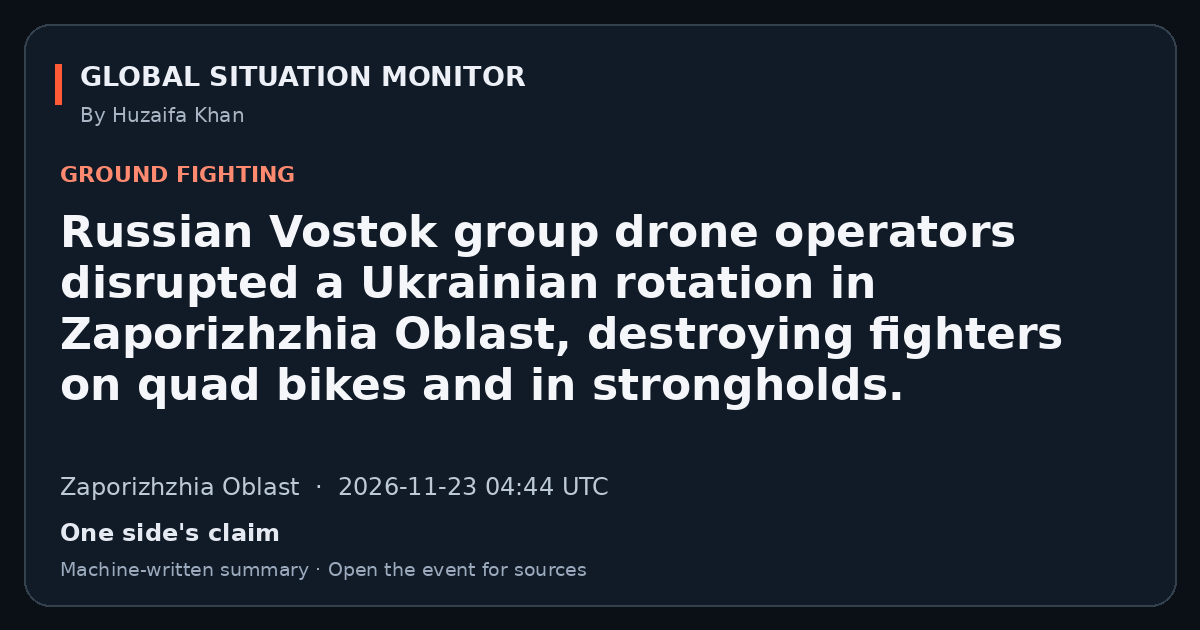 GLOBAL SITUATION MONITOR
By Huzaifa Khan
GROUND FIGHTING
Russian Vostok group drone operators
disrupted a Ukrainian rotation in
Zaporizhzhia Oblast, destroying fighters
on quad bikes and in strongholds.
Zaporizhzhia Oblast · 2026-11-23 04:44 UTC
One side's claim
Machine-written summary · Open the event for sources